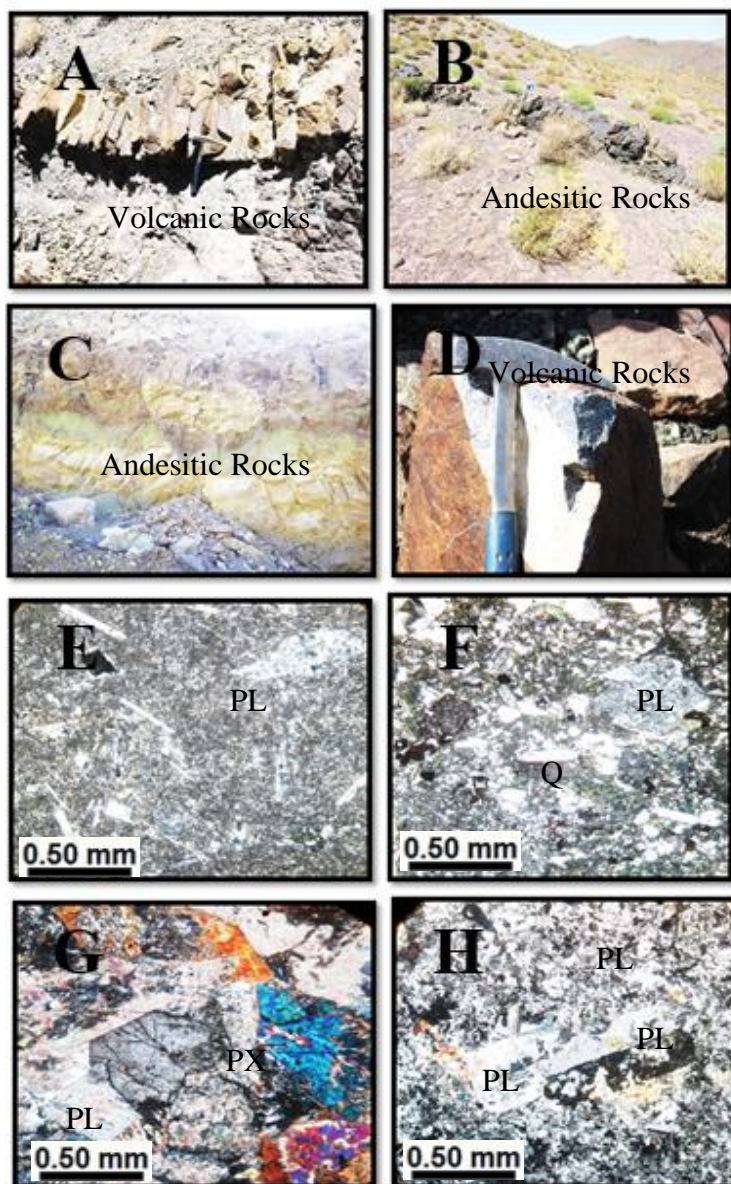 A
Volcanic Rocks
B
Andesitic Rocks
C
Andesitic Rocks
D
Volcanic Rocks
E
PL
0.50 mm
F
PL
Q
0.50 mm
G
PX
PL
0.50 mm
H
PL
PL
PL
0.50 mm